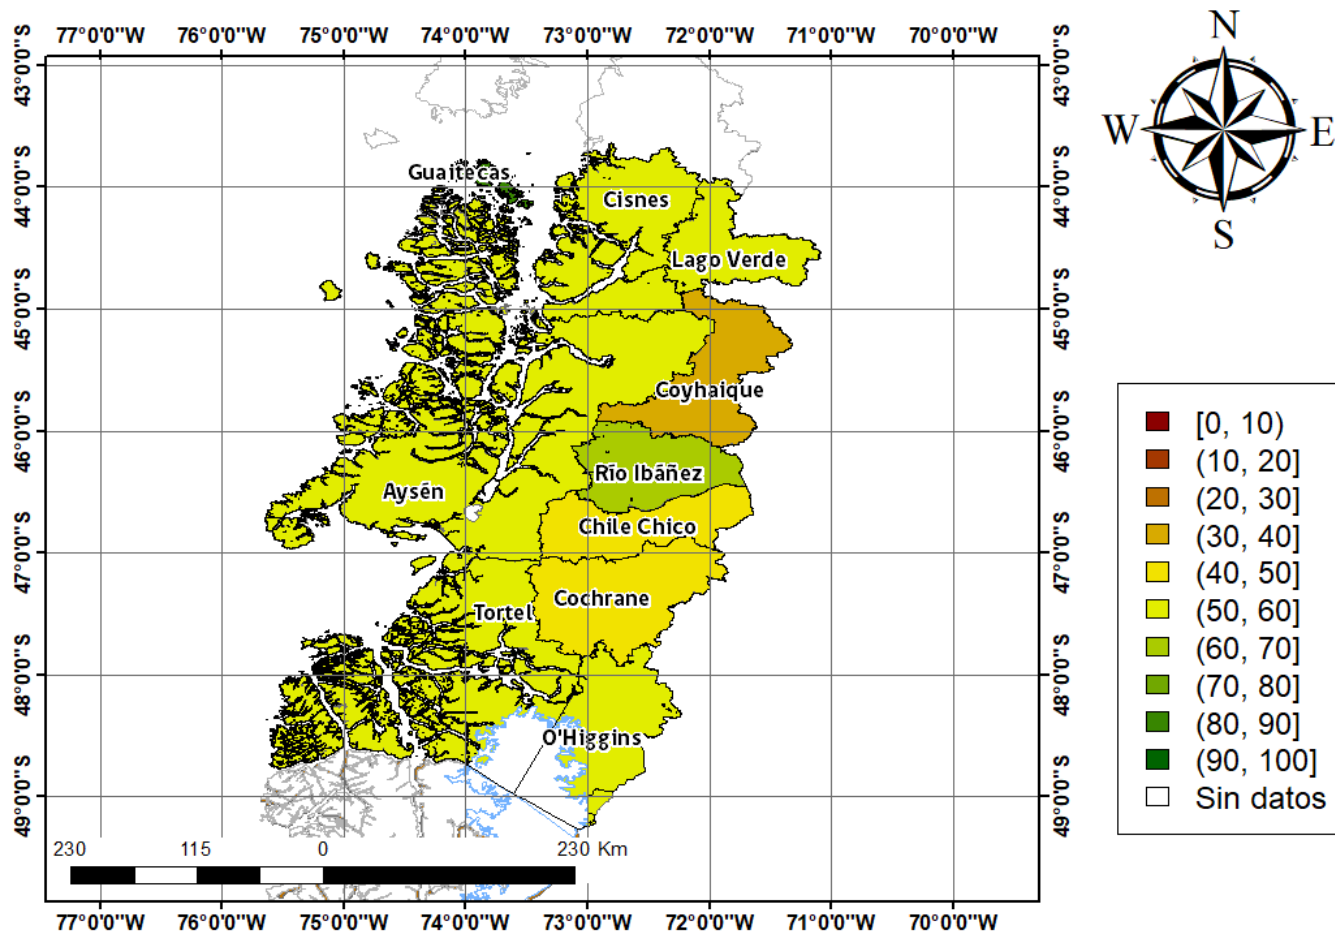 77°0'0"W 76°0'0"W 75°0'0"W 74°0'0"W 73°0'0"W 72°0'0"W 71°0'0"W 70°0'0"W
N
W E
S
43°0'0"S 43°0'0"S
44°0'0"S 44°0'0"S
45°0'0"S 45°0'0"S
46°0'0"S 46°0'0"S
47°0'0"S 47°0'0"S
48°0'0"S 48°0'0"S
49°0'0"S 49°0'0"S
Guaitecas
Cisnes
Lago Verde
Coyhaique
Río Ibáñez
Aysén
Chile Chico
Cochrane
Tortel
O'Higgins
[0, 10)
(10, 20]
(20, 30]
(30, 40]
(40, 50]
(50, 60]
(60, 70]
(70, 80]
(80, 90]
(90, 100]
Sin datos
230 115 0 230 Km
77°0'0"W 76°0'0"W 75°0'0"W 74°0'0"W 73°0'0"W 72°0'0"W 71°0'0"W 70°0'0"W